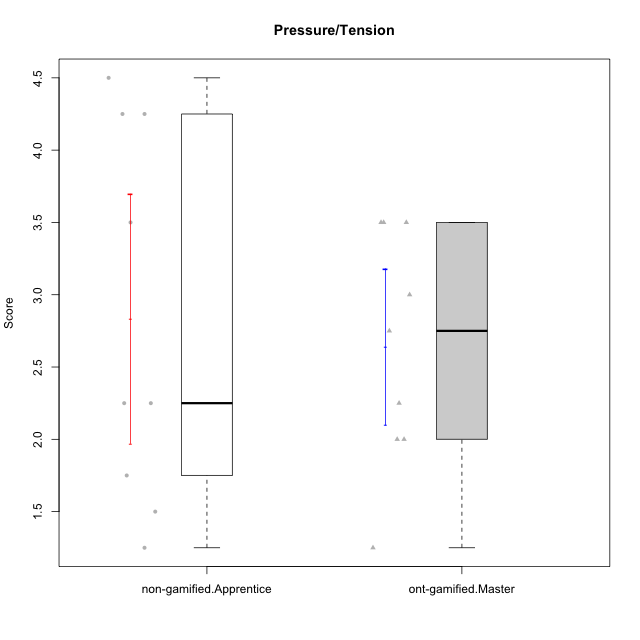 Pressure/Tension
Score
4.5
4.0
3.5
3.0
2.5
2.0
1.5
non-gamified.Apprentice
ont-gamified.Master